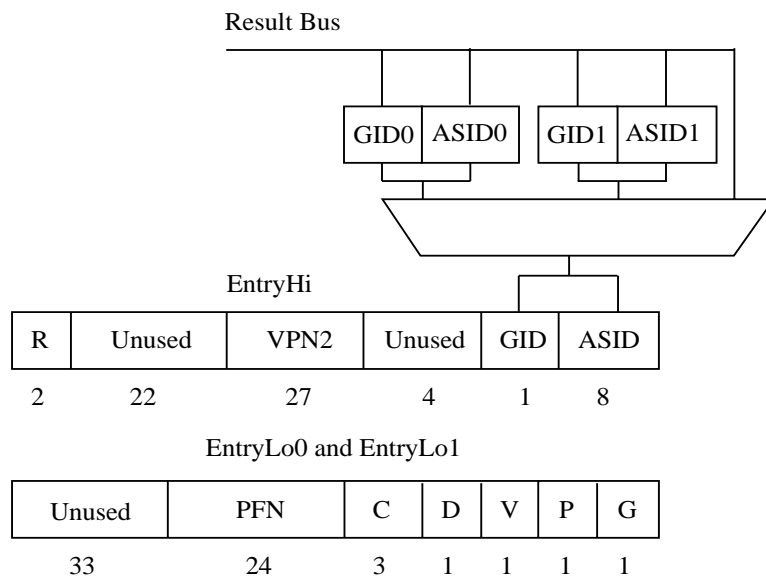 Result Bus
GID0 ASID0 GID1 ASID1
EntryHi
R Unused VPN2 Unused GID ASID
2 22 27 4 1 8
EntryLo0 and EntryLo1
Unused PFN C D V P G
33 24 3 1 1 1 1